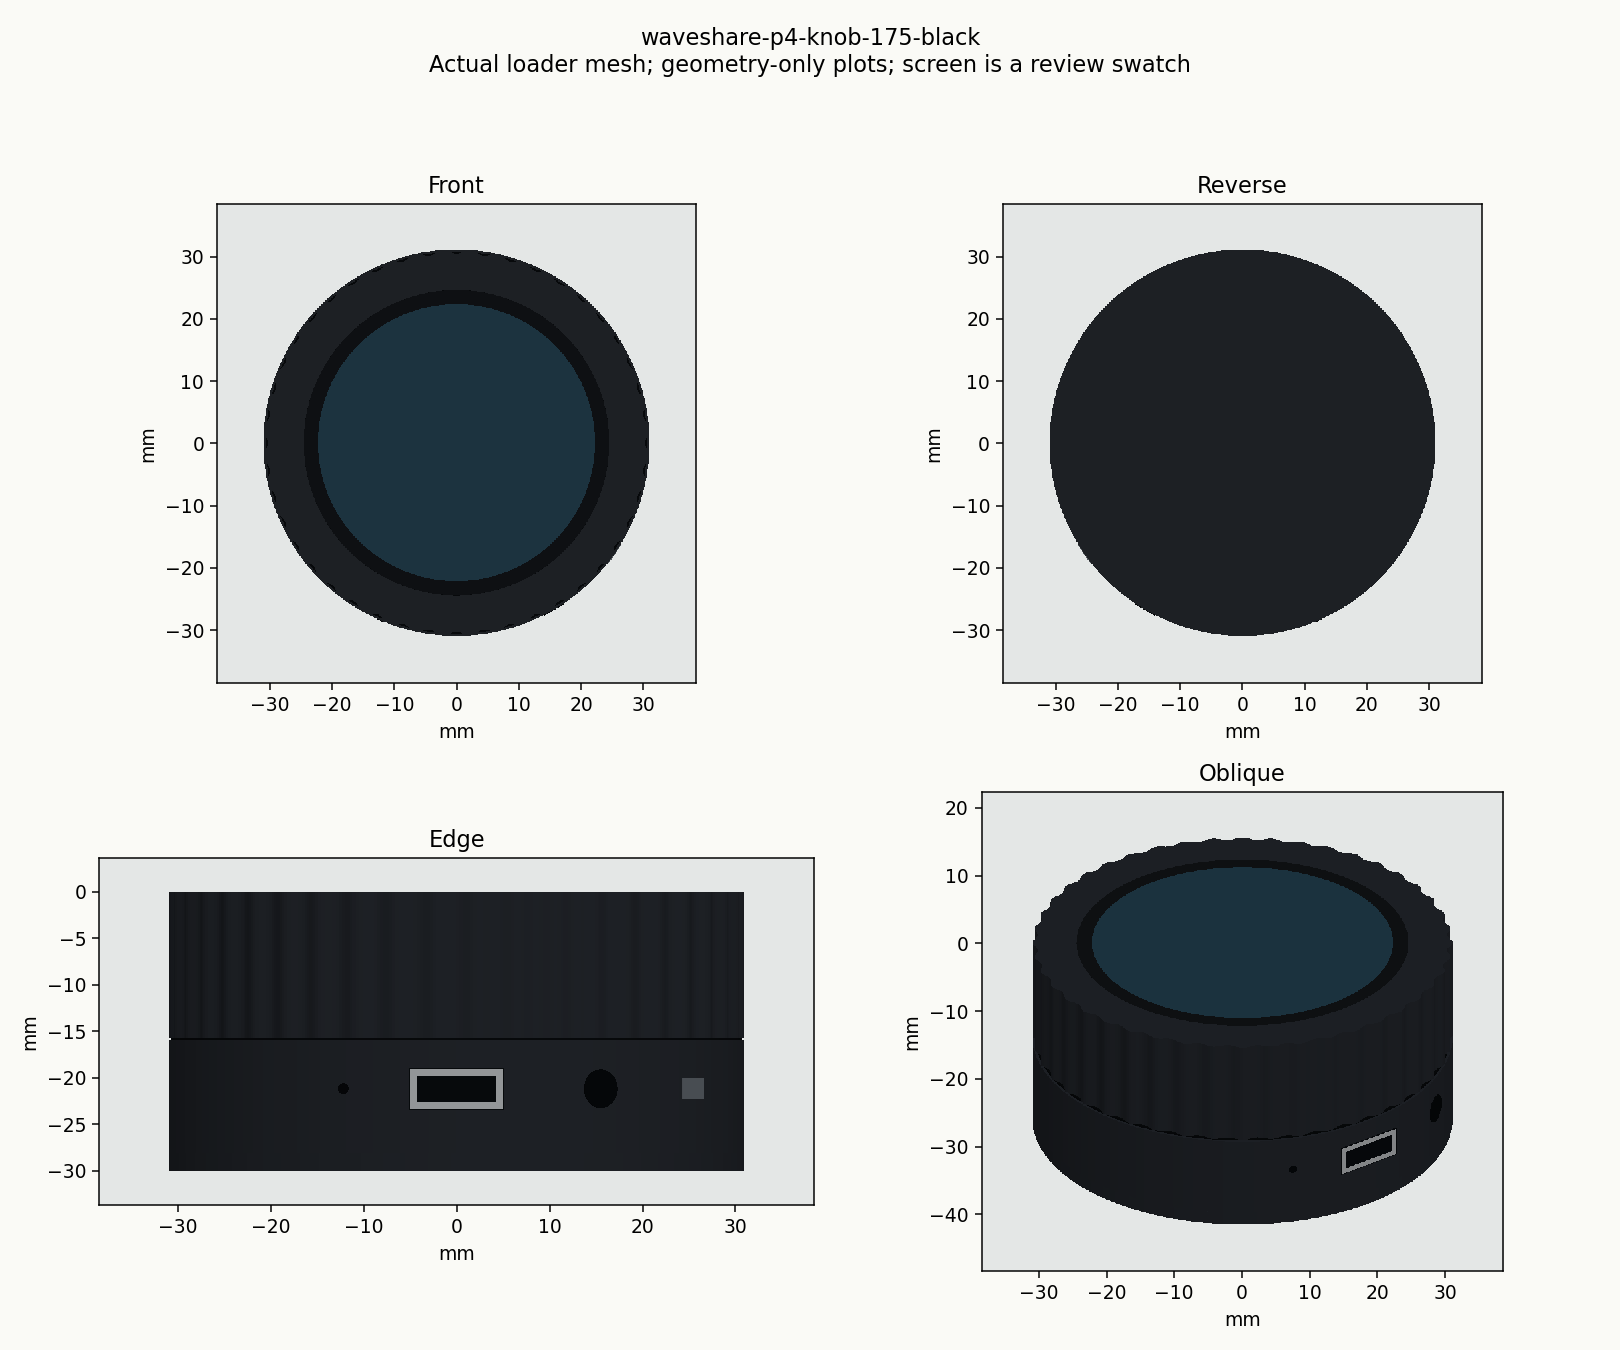 waveshare-p4-knob-175-black
Actual loader mesh; geometry-only plots; screen is a review swatch
Front
30
20
10
0
−10
−20
−30
mm
−30 −20 −10 0 10 20 30
mm
Reverse
30
20
10
0
−10
−20
−30
mm
−30 −20 −10 0 10 20 30
mm
Edge
0
−5
−10
−15
−20
−25
−30
mm
−30 −20 −10 0 10 20 30
mm
Oblique
20
10
0
−10
−20
−30
−40
mm
−30 −20 −10 0 10 20 30
mm